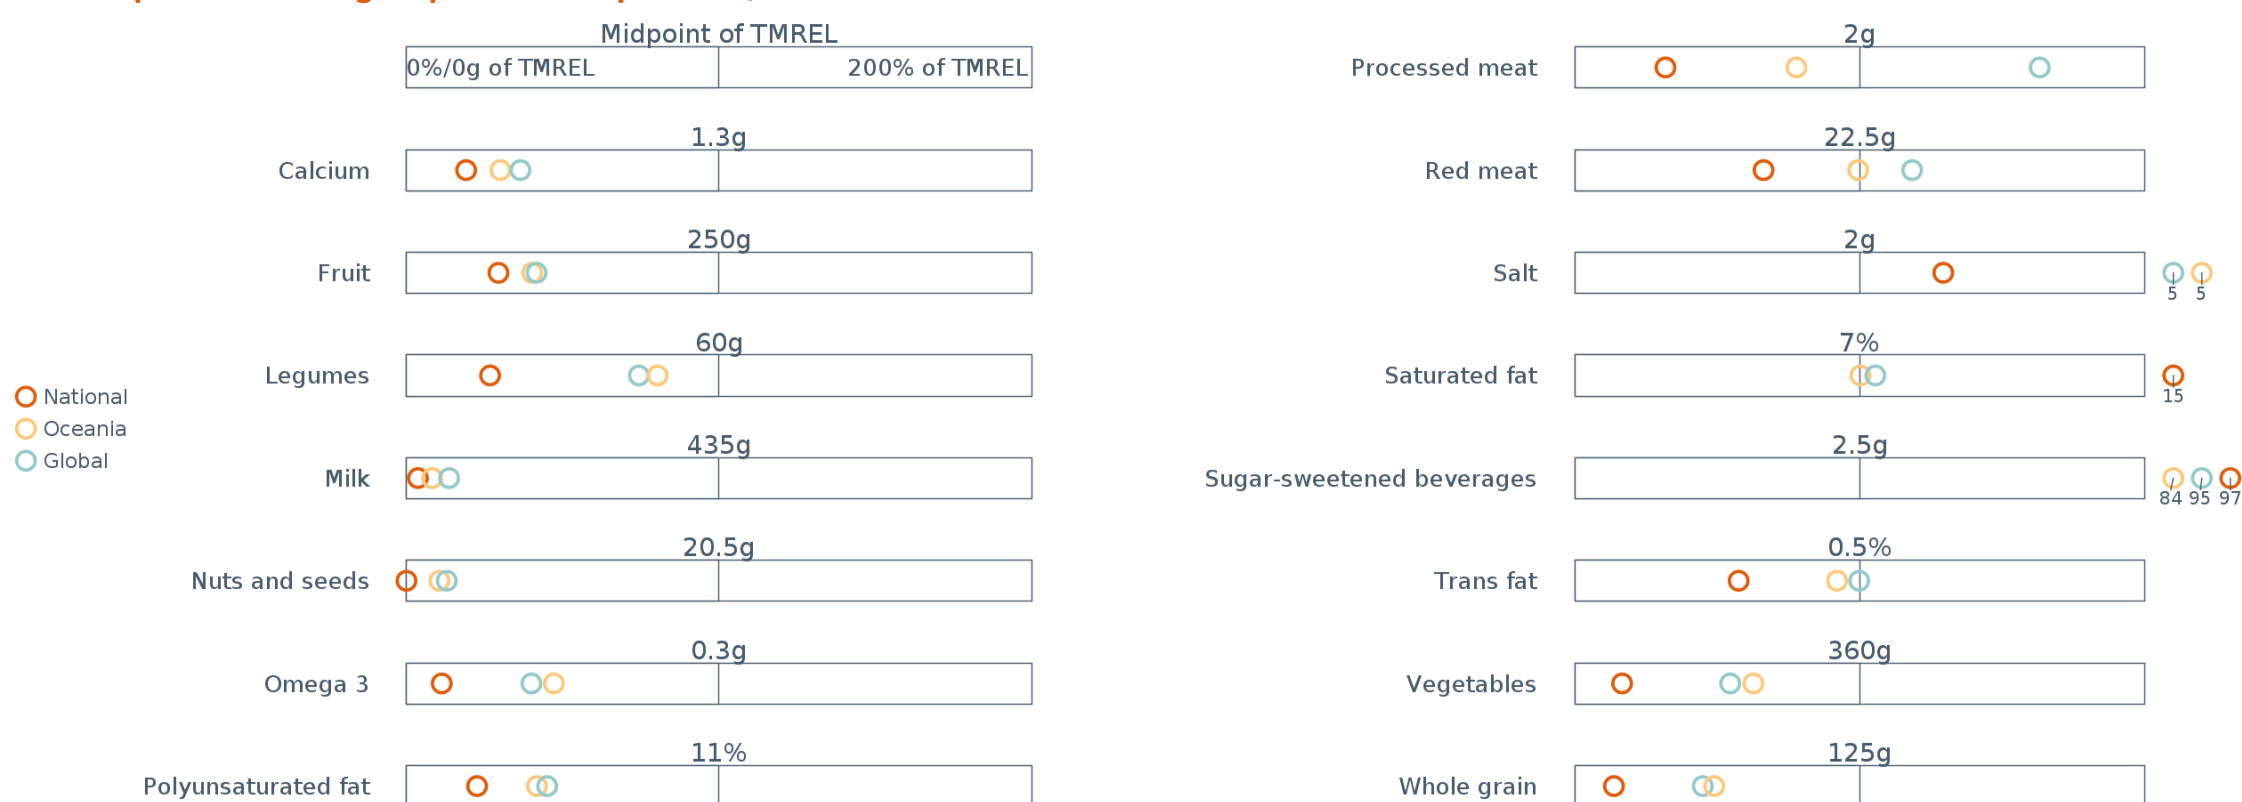 Midpoint of TMREL
0%/0g of TMREL 200% of TMREL
1.3g
Calcium
250g
Fruit
60g
Legumes
435g
Milk
20.5g
Nuts and seeds
0.3g
Omega 3
11%
Polyunsaturated fat
National
Oceania
Global
2g
Processed meat
22.5g
Red meat
2g
Salt
5 5
7%
Saturated fat
15
2.5g
Sugar-sweetened beverages
84 95 97
0.5%
Trans fat
360g
Vegetables
125g
Whole grain